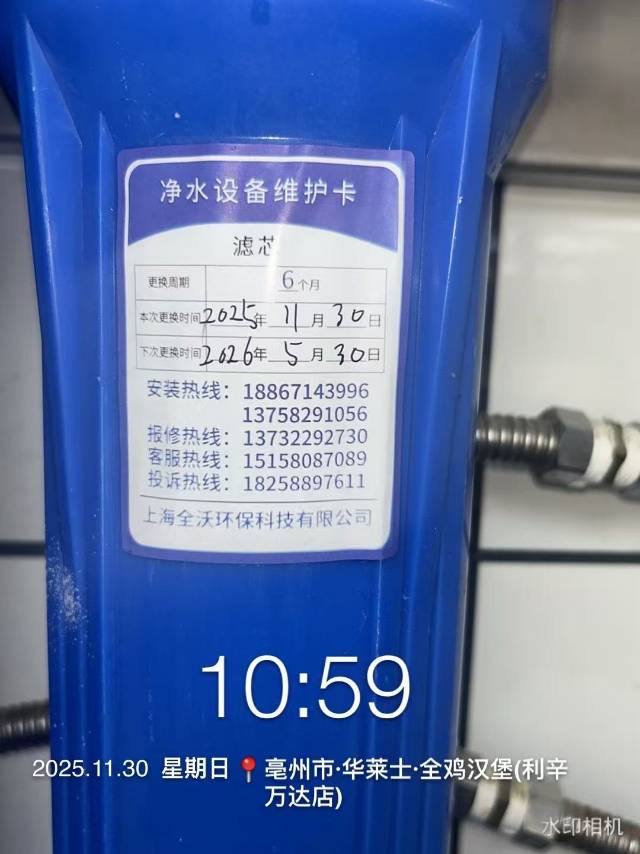 净水设备维护卡
滤芯
更换周期 6个月
本次更换时间2025年11月30日
下次更换时间2026年5月30日
安装热线：18867143996
13758291056
报修热线：13732292730
客服热线：15158087089
投诉热线：18258897611
上海全沃环保科技有限公司
10:59
2025.11.30 星期日 📍亳州市·华莱士·全鸡汉堡(利辛
万达店)
水印相机